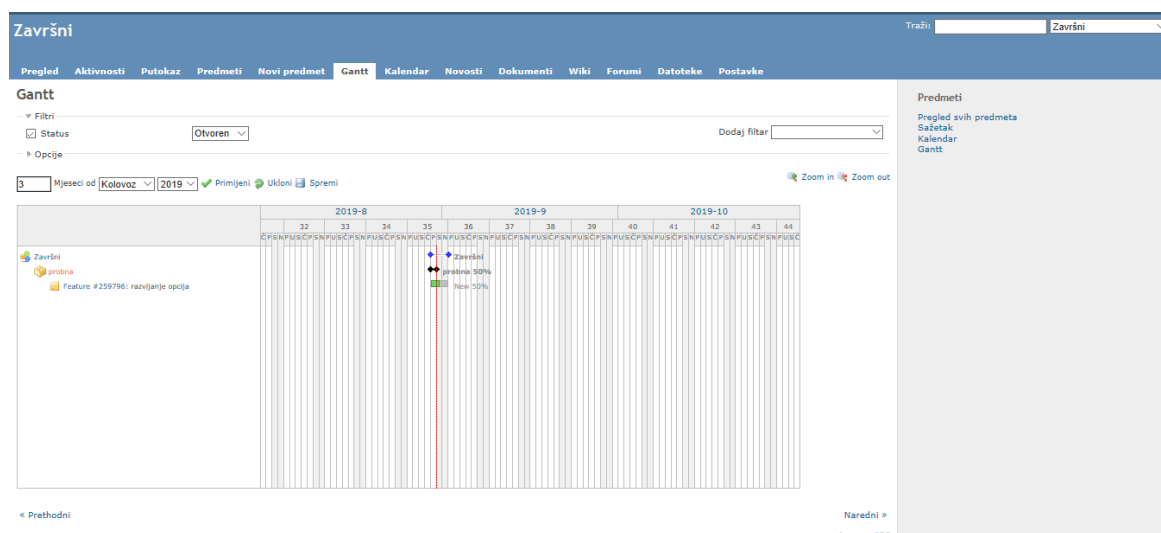 Završni
Traži:
Završni
Pregled Aktivnosti Putokaz Predmeti Novi predmet Gantt Kalendar Novosti Dokumenti Wiki Forumi Datoteke Postavke
Gantt
Filtri
Status Otvoren Dodaj filtar
Opcije
3 Mjeseci od Kolovoz 2019 Primijeni Ukloni Spremi
Zoom in Zoom out
2019-8 2019-9 2019-10
32 33 34 35 36 37 38 39 40 41 42 43 44
Č P S N P U S Č P S N P U S Č P S N P U S Č P S N P U S Č P S N P U S Č P S N P U S Č P S N P U S Č P S N P U S Č P S N P U S Č P S N P U S Č P S N P U S Č P S N P U S Č P S N P U S Č P S N P U S Č
Završni Završni
probna probna 50%
Feature #259796: razvijanje opcija New 50%
« Prethodni Naredni »
Predmeti
Pregled svih predmeta
Sažetak
Kalendar
Gantt